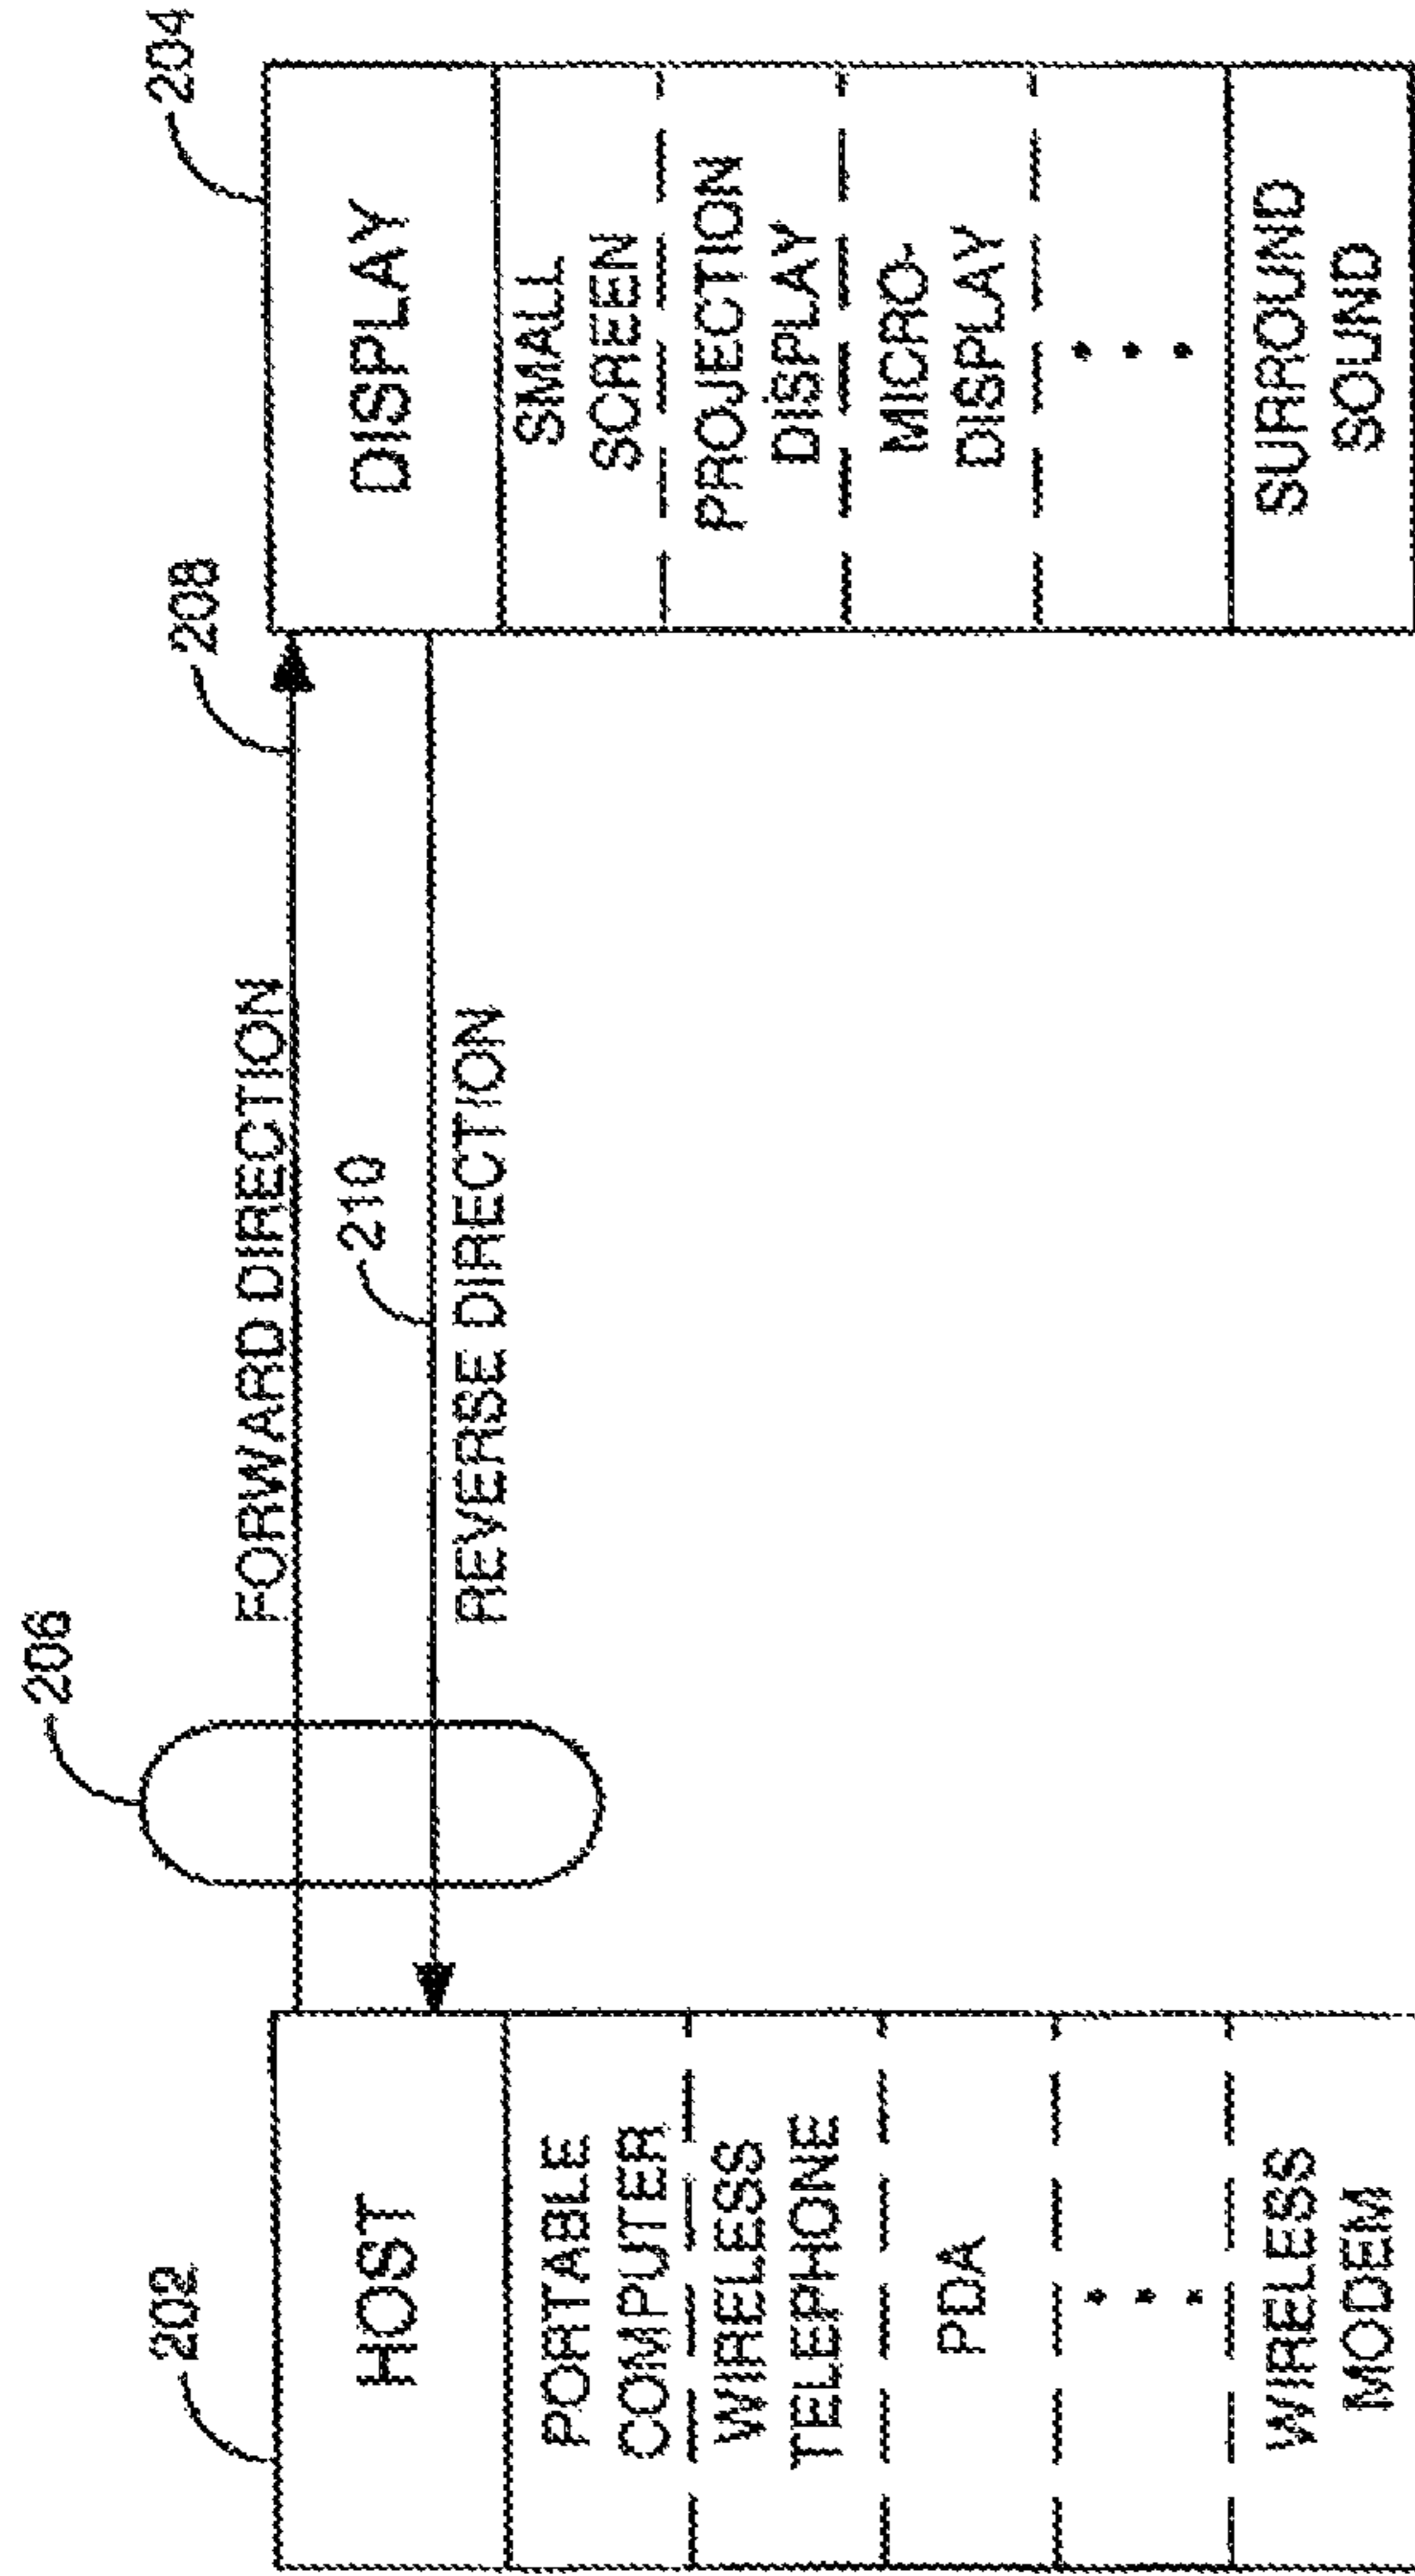 206
202
HOST
PORTABLE
COMPUTER
WIRELESS
TELEPHONE
PDA
WIRELESS
MODEM
FORWARD DIRECTION
208
210
REVERSE DIRECTION
204
DISPLAY
SMALL
SCREEN
PROJECTION
DISPLAY
MICRO-
DISPLAY
SURROUND
SOUND